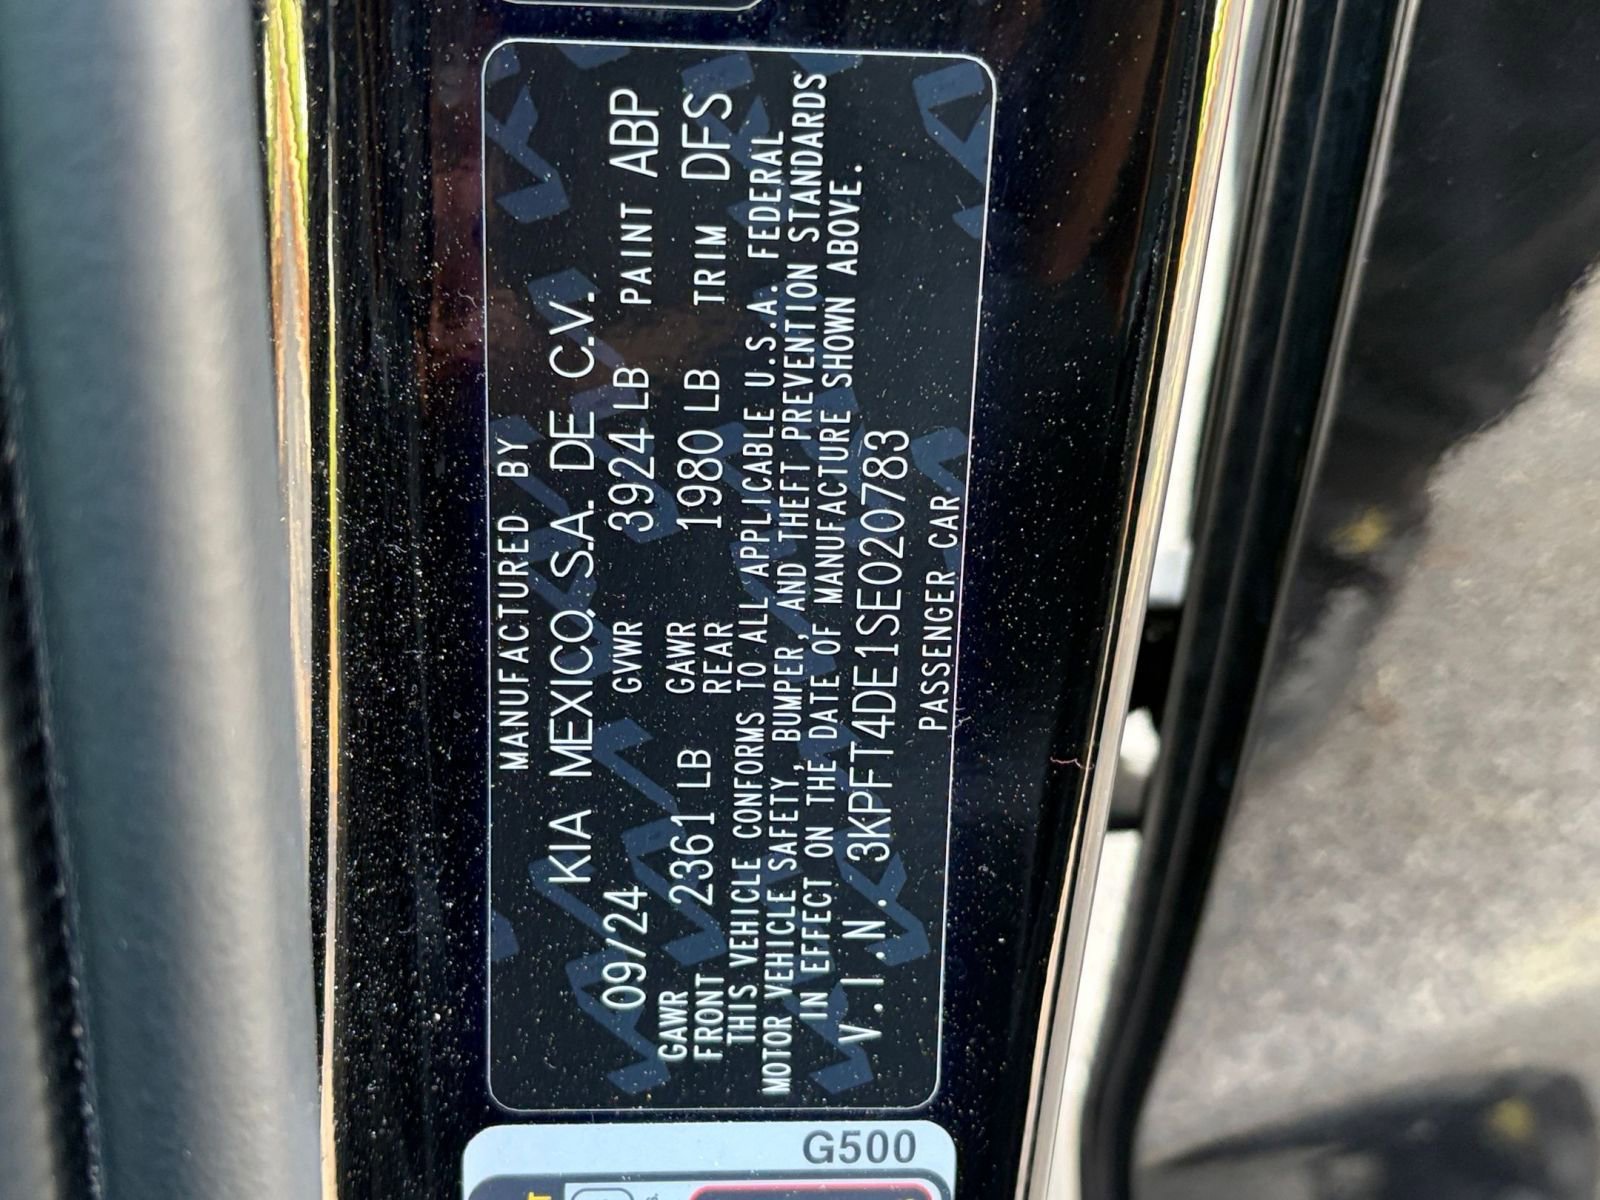 MANUFACTURED BY
KIA MEXICO, S.A. DE C.V.
09/24 GVWR 3924 LB PAINT ABP
GAWR FRONT 2361 LB GAWR REAR 1980 LB TRIM DFS
THIS VEHICLE CONFORMS TO ALL APPLICABLE U.S.A. FEDERAL
MOTOR VEHICLE SAFETY, BUMPER, AND THEFT PREVENTION STANDARDS
IN EFFECT ON THE DATE OF MANUFACTURE SHOWN ABOVE.
V.I.N. 3KPFT4DE1SE020783
PASSENGER CAR
G500